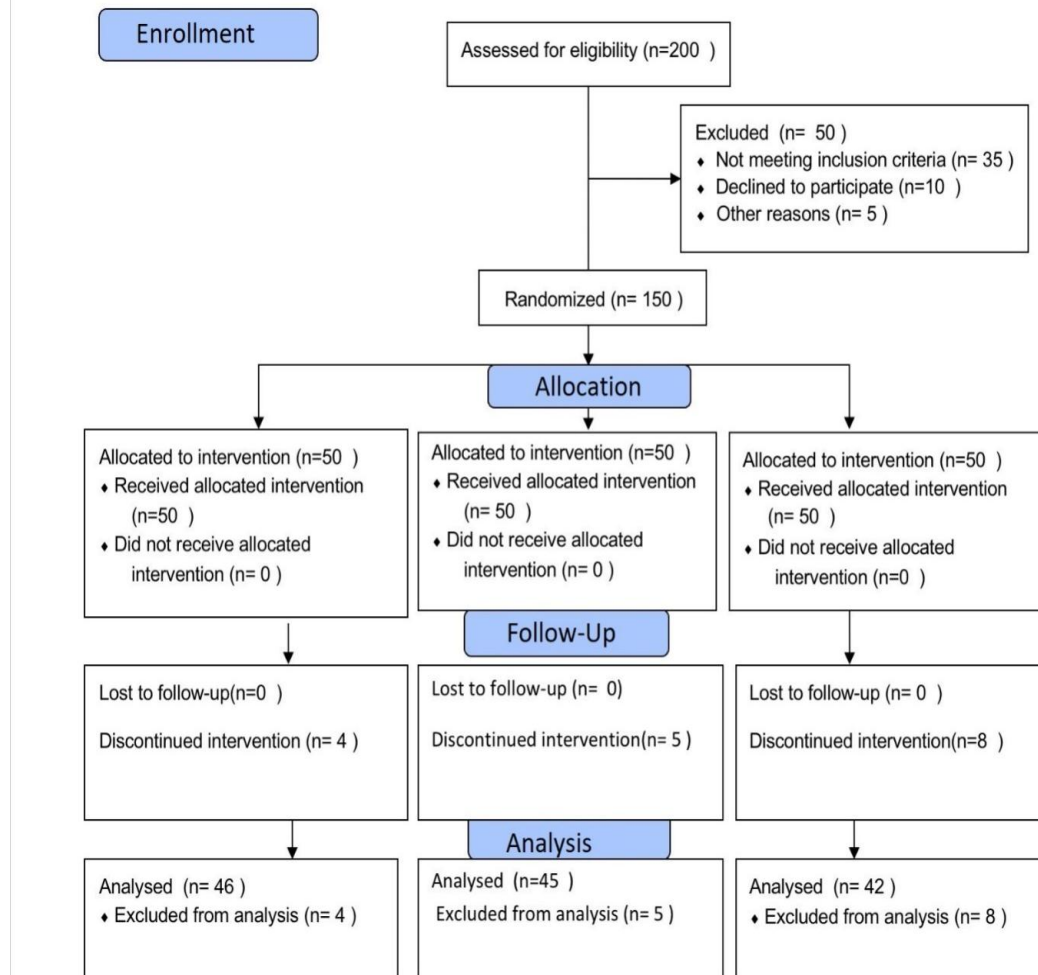 Enrollment
Assessed for eligibility (n=200 )
Excluded (n= 50 )
♦ Not meeting inclusion criteria (n= 35 )
♦ Declined to participate (n=10 )
♦ Other reasons (n= 5 )
Randomized (n= 150 )
Allocation
Allocated to intervention (n=50 )
♦ Received allocated intervention
(n=50 )
♦ Did not receive allocated
intervention (n= 0 )
Allocated to intervention (n=50 )
♦ Received allocated intervention
(n= 50 )
♦ Did not receive allocated
intervention (n= 0 )
Allocated to intervention (n=50 )
♦ Received allocated intervention
(n= 50 )
♦ Did not receive allocated
intervention (n=0 )
Follow-Up
Lost to follow-up(n=0 )
Discontinued intervention (n= 4 )
Lost to follow-up (n= 0)
Discontinued intervention(n= 5 )
Lost to follow-up (n= 0 )
Discontinued intervention(n=8 )
Analysis
Analysed (n= 46 )
♦ Excluded from analysis (n= 4 )
Analysed (n=45 )
Excluded from analysis (n= 5 )
Analysed (n= 42 )
♦ Excluded from analysis (n= 8 )